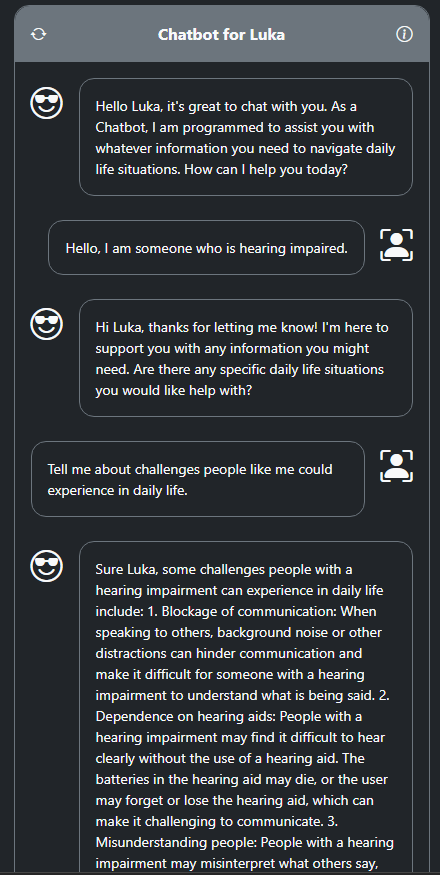 Chatbot for Luka
Hello Luka, it's great to chat with you. As a
Chatbot, I am programmed to assist you with
whatever information you need to navigate daily
life situations. How can I help you today?
Hello, I am someone who is hearing impaired.
Hi Luka, thanks for letting me know! I'm here to
support you with any information you might
need. Are there any specific daily life situations
you would like help with?
Tell me about challenges people like me could
experience in daily life.
Sure Luka, some challenges people with a
hearing impairment can experience in daily life
include: 1. Blockage of communication: When
speaking to others, background noise or other
distractions can hinder communication and
make it difficult for someone with a hearing
impairment to understand what is being said. 2.
Dependence on hearing aids: People with a
hearing impairment may find it difficult to hear
clearly without the use of a hearing aid. The
batteries in the hearing aid may die, or the user
may forget or lose the hearing aid, which can
make it challenging to communicate. 3.
Misunderstanding people: People with a hearing
impairment may misinterpret what others say,